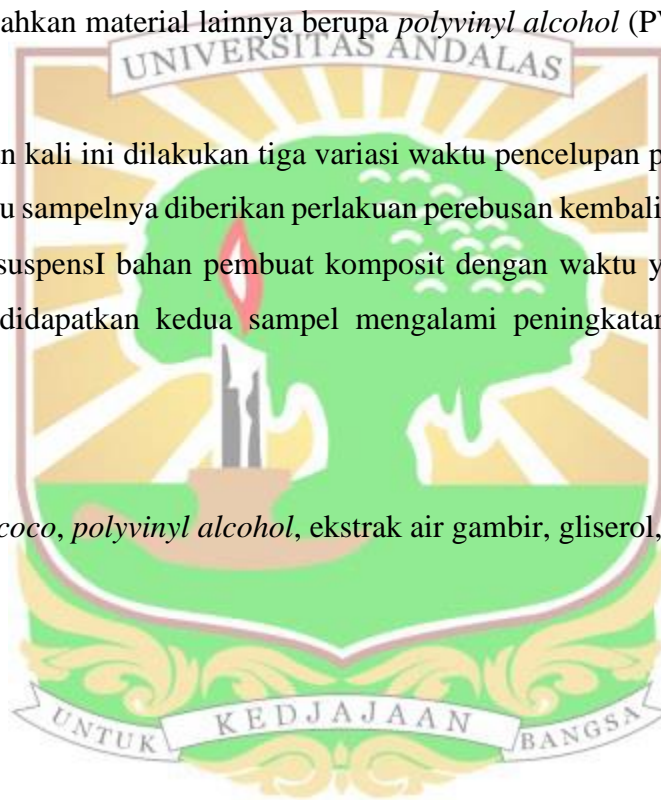 ahkan material lainnya berupa polyvinyl alcohol (PV
UNIVERSITAS ANDALAS
n kali ini dilakukan tiga variasi waktu pencelupan p
u sampelnya diberikan perlakuan perebusan kembali
suspensI bahan pembuat komposit dengan waktu y
didapatkan kedua sampel mengalami peningkatan
coco, polyvinyl alcohol, ekstrak air gambir, gliserol,
UNTUK KEDJAJAAN BANGSA